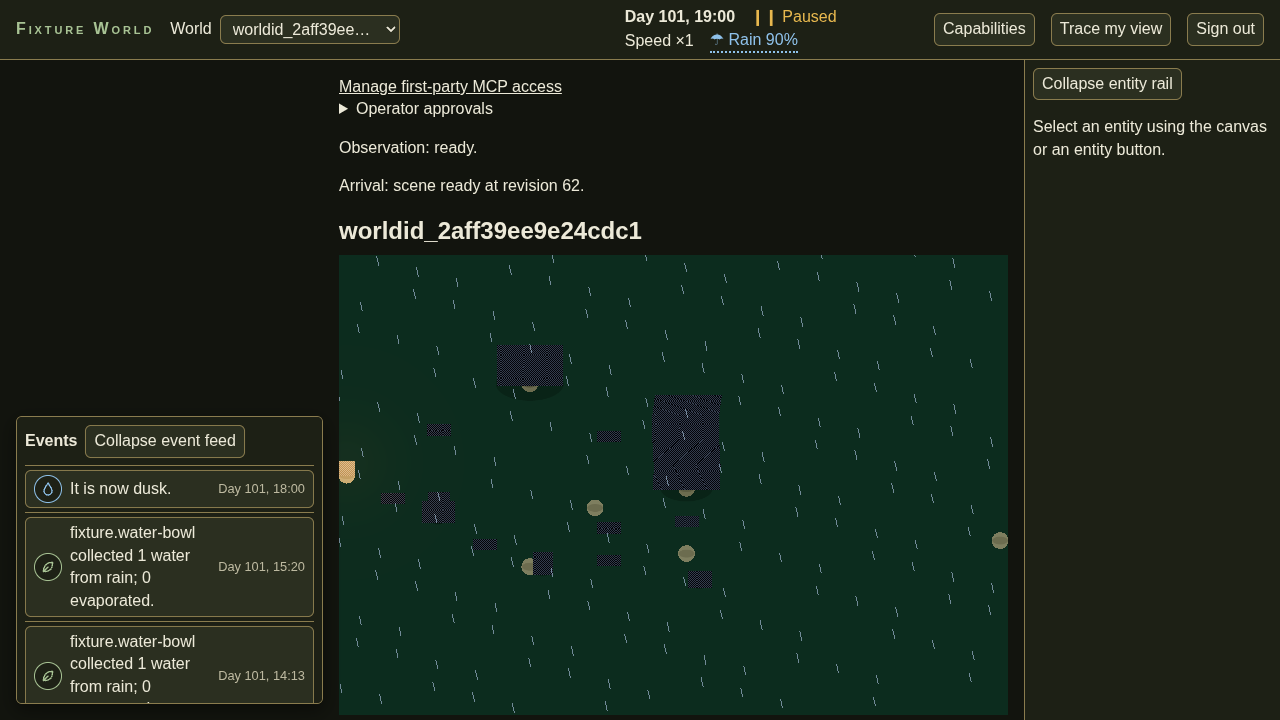 Fixture World
World
worldid_2aff39ee…
Day 101, 19:00
❙❙ Paused
Speed ×1
☂ Rain 90%
Capabilities
Trace my view
Sign out
Manage first-party MCP access
▶ Operator approvals
Observation: ready.
Arrival: scene ready at revision 62.
worldid_2aff39ee9e24cdc1
Collapse entity rail
Select an entity using the canvas
or an entity button.
Events
Collapse event feed
It is now dusk.
Day 101, 18:00
fixture.water-bowl
collected 1 water
from rain; 0
evaporated.
Day 101, 15:20
fixture.water-bowl
collected 1 water
from rain; 0
Day 101, 14:13